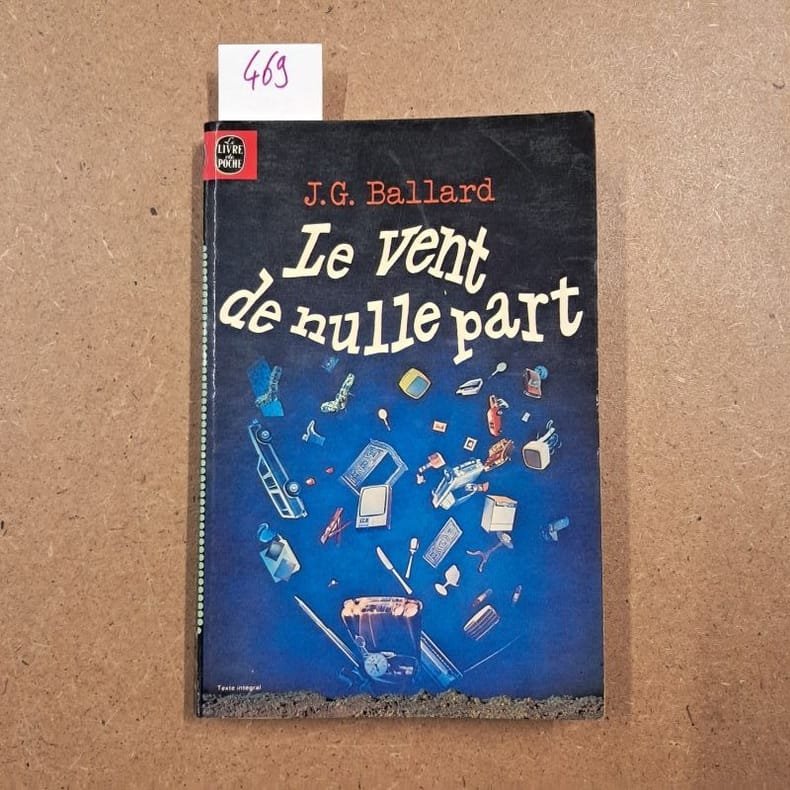 469
Le
LIVRE
de
POCHE
J.G. Ballard
Le vent
de nulle part
Texte intégral